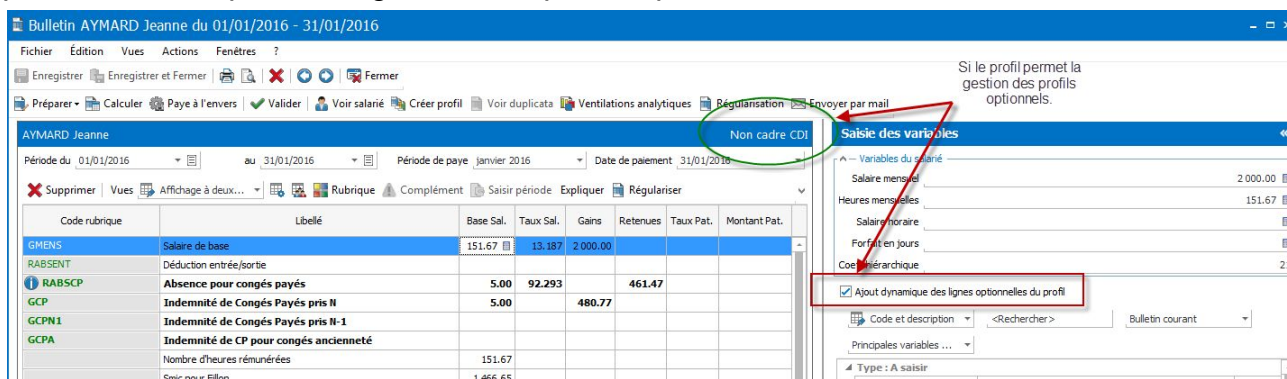 Bulletin AYMARD Jeanne du 01/01/2016 - 31/01/2016
Fichier Édition Vues Actions Fenêtres ?
Enregistrer Enregistrer et Fermer Fermer
Si le profil permet la
gestion des profils
optionnels.
Préparer Calculer Paye à l'envers Valider Voir salarié Créer profil Voir duplicata Ventilations analytiques Régularisation Envoyer par mail
AYMARD Jeanne Non cadre CDI
Saisie des variables
Période du 01/01/2016 au 31/01/2016 Période de paye janvier 2016 Date de paiement 31/01/2016
Variables du salarié
Salaire mensuel 2 000.00
Heures mensuelles 151.67
Salaire horaire
Forfait en jours
Coef hiérarchique
Supprimer Vues Affichage à deux... Rubrique Complément Saisir période Expliquer Régulariser
Code rubrique Libellé Base Sal. Taux Sal. Gains Retenues Taux Pat. Montant Pat.
GMENS Salaire de base 151.67 13.187 2 000.00
RABSENT Déduction entrée/sortie
RABSCP Absence pour congés payés 5.00 92.293 461.47
GCP Indemnité de Congés Payés pris N 5.00 480.77
GCPN1 Indemnité de Congés Payés pris N-1
GCPA Indemnité de CP pour congés ancienneté
Nombre d'heures rémunérées 151.67
Smic pour Fillon 1 466.65
Ajout dynamique des lignes optionnelles du profil
Code et description <Rechercher> Bulletin courant
Principales variables ...
Type : A saisir